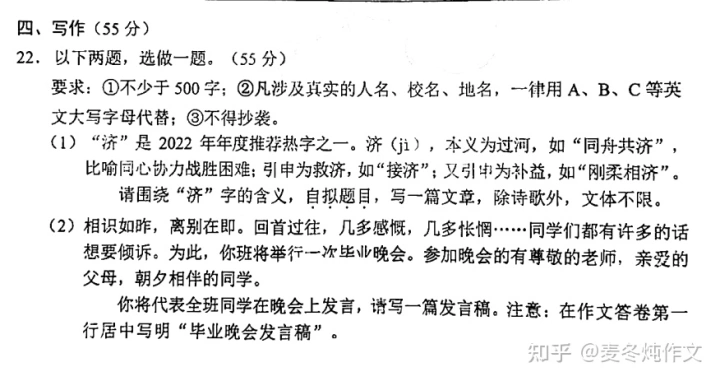 四、写作(55 分)
22. 以下两题，选做一题。(55 分)
要求：①不少于 500 字；②凡涉及真实的人名、校名、地名，一律用 A、B、C 等英
文大写字母代替；③不得抄袭。
(1)“济”是 2022 年年度推荐热字之一。济（jì），本义为过河，如“同舟共济”，
比喻同心协力战胜困难；引申为救济，如“接济”；又引申为补益，如“刚柔相济”。
请围绕“济”字的含义，自拟题目，写一篇文章，除诗歌外，文体不限。
(2) 相识如昨，离别在即。回首过往，几多感慨，几多怅惘……同学们都有许多的话
想要倾诉。为此，你班将举行一次毕业晚会。参加晚会的有尊敬的老师，亲爱的
父母，朝夕相伴的同学。
你将代表全班同学在晚会上发言，请写一篇发言稿。注意：在作文答卷第一
行居中写明“毕业晚会发言稿”。
知乎 @麦冬炖作文